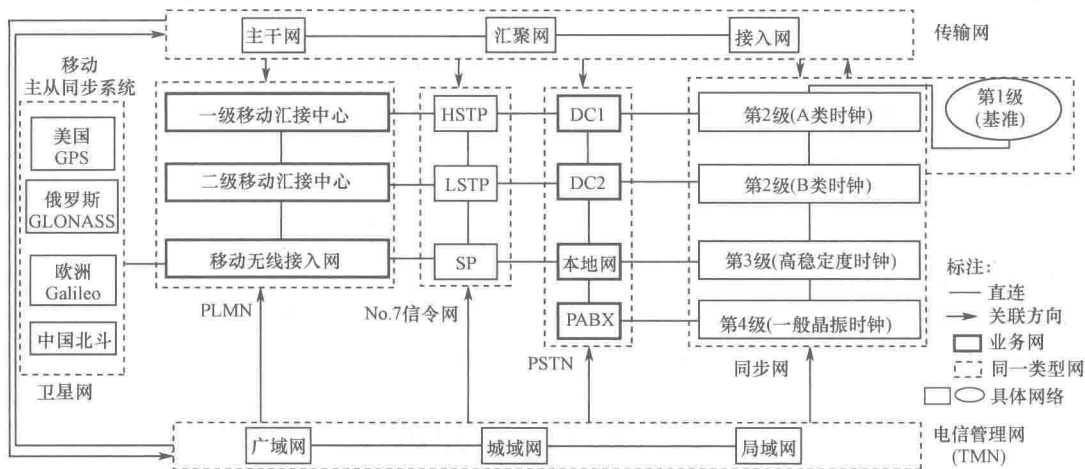 主干网
汇聚网
接入网
传输网
移动
主从同步系统
美国
GPS
俄罗斯
GLONASS
欧洲
Galileo
中国北斗
卫星网
一级移动汇接中心
二级移动汇接中心
移动无线接入网
PLMN
HSTP
LSTP
SP
No.7信令网
DC1
DC2
本地网
PABX
PSTN
第2级(A类时钟)
第2级(B类时钟)
第3级(高稳定度时钟)
第4级(一般晶振时钟)
同步网
第1级
(基准)
标注:
直连
关联方向
业务网
同一类型网
具体网络
广域网
城域网
局域网
电信管理网
(TMN)